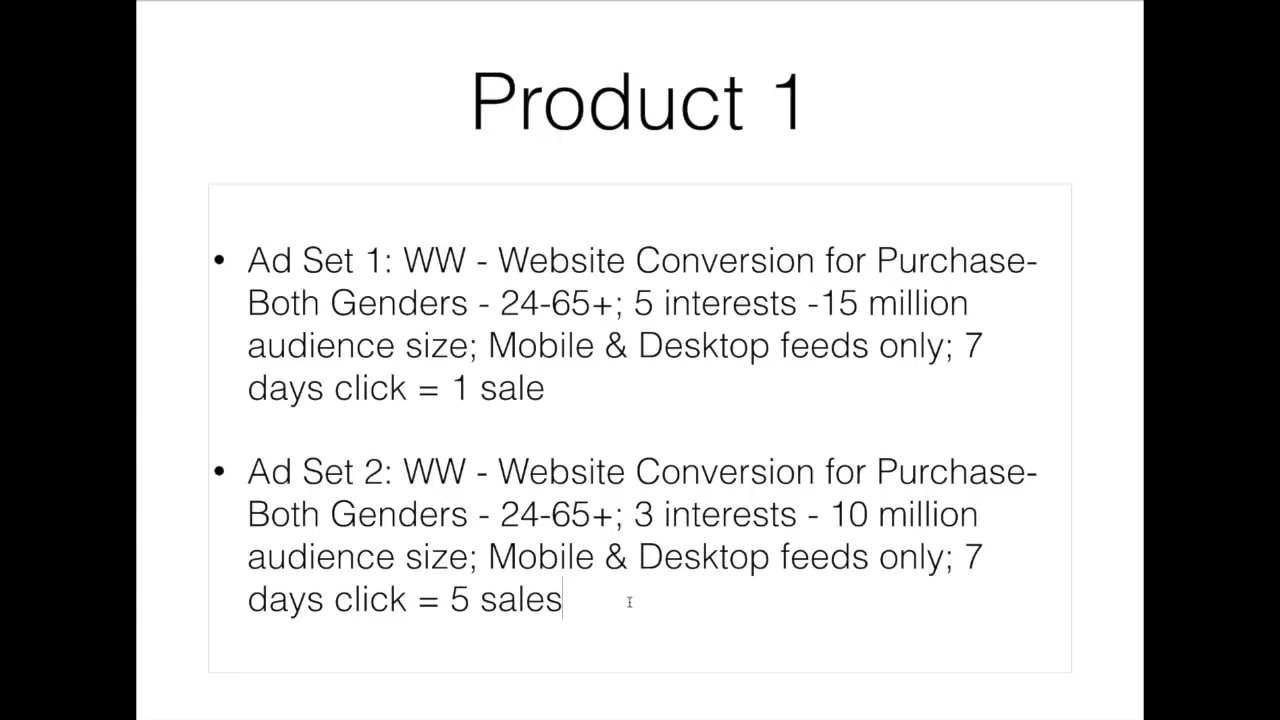 Product 1
• Ad Set 1: WW - Website Conversion for Purchase-
Both Genders - 24-65+; 5 interests -15 million
audience size; Mobile & Desktop feeds only; 7
days click = 1 sale
• Ad Set 2: WW - Website Conversion for Purchase-
Both Genders - 24-65+; 3 interests - 10 million
audience size; Mobile & Desktop feeds only; 7
days click = 5 sales